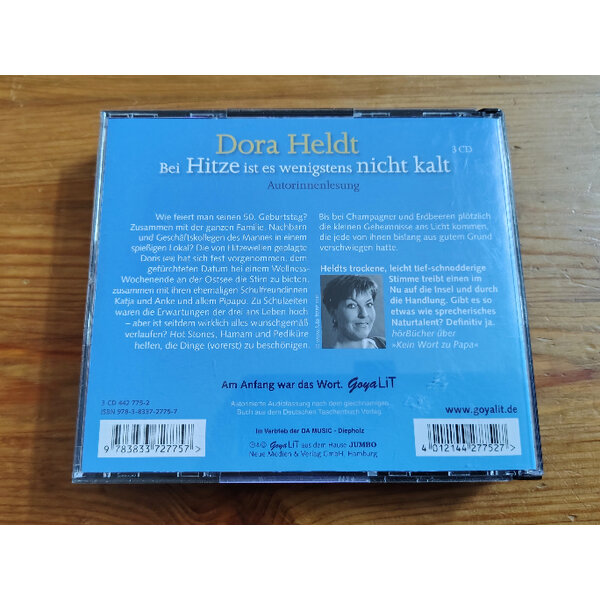 Dora Heldt
3 CD
Bei Hitze ist es wenigstens nicht kalt
Autorinnenlesung
Wie feiert man seinen 50. Geburtstag?
Zusammen mit der ganzen Familie, Nachbarn
und Geschäftskollegen des Mannes in einem
spießigen Lokal? Die von Hitzewellen geplagte
Doris (49) hat sich fest vorgenommen, dem
gefürchteten Datum bei einem Wellness-
Wochenende an der Ostsee die Stirn zu bieten,
zusammen mit ihren ehemaligen Schulfreundinnen
Katja und Anke und allem Pipapo. Zu Schulzeiten
waren die Erwartungen der drei ans Leben hoch
– aber ist seitdem wirklich alles wunschgemäß
verlaufen? Hot Stones, Hamam und Pediküre
helfen, die Dinge (vorerst) zu beschönigen.
Bis bei Champagner und Erdbeeren plötzlich
die kleinen Geheimnisse ans Licht kommen,
die jede von ihnen bislang aus gutem Grund
verschwiegen hatte.
Heldts trockene, leicht tief-schnodderige
Stimme treibt einen im
Nu auf die Insel und durch
die Handlung. Gibt es so
etwas wie sprecherisches
Naturtalent? Definitiv ja.
hörBücher über
»Kein Wort zu Papa«
Am Anfang war das Wort. GoyaLiT
3 CD 442 775-2
ISBN 978-3-8337-2775-7
Autorisierte Audiofassung nach dem gleichnamigen
Buch aus dem Deutschen Taschenbuch Verlag.
www.goyalit.de
Im Vertrieb der DA MUSIC - Diepholz
GoyaLiT aus dem Hause JUMBO
Neue Medien & Verlag GmbH, Hamburg
9 783833 727757
4 012144 277527